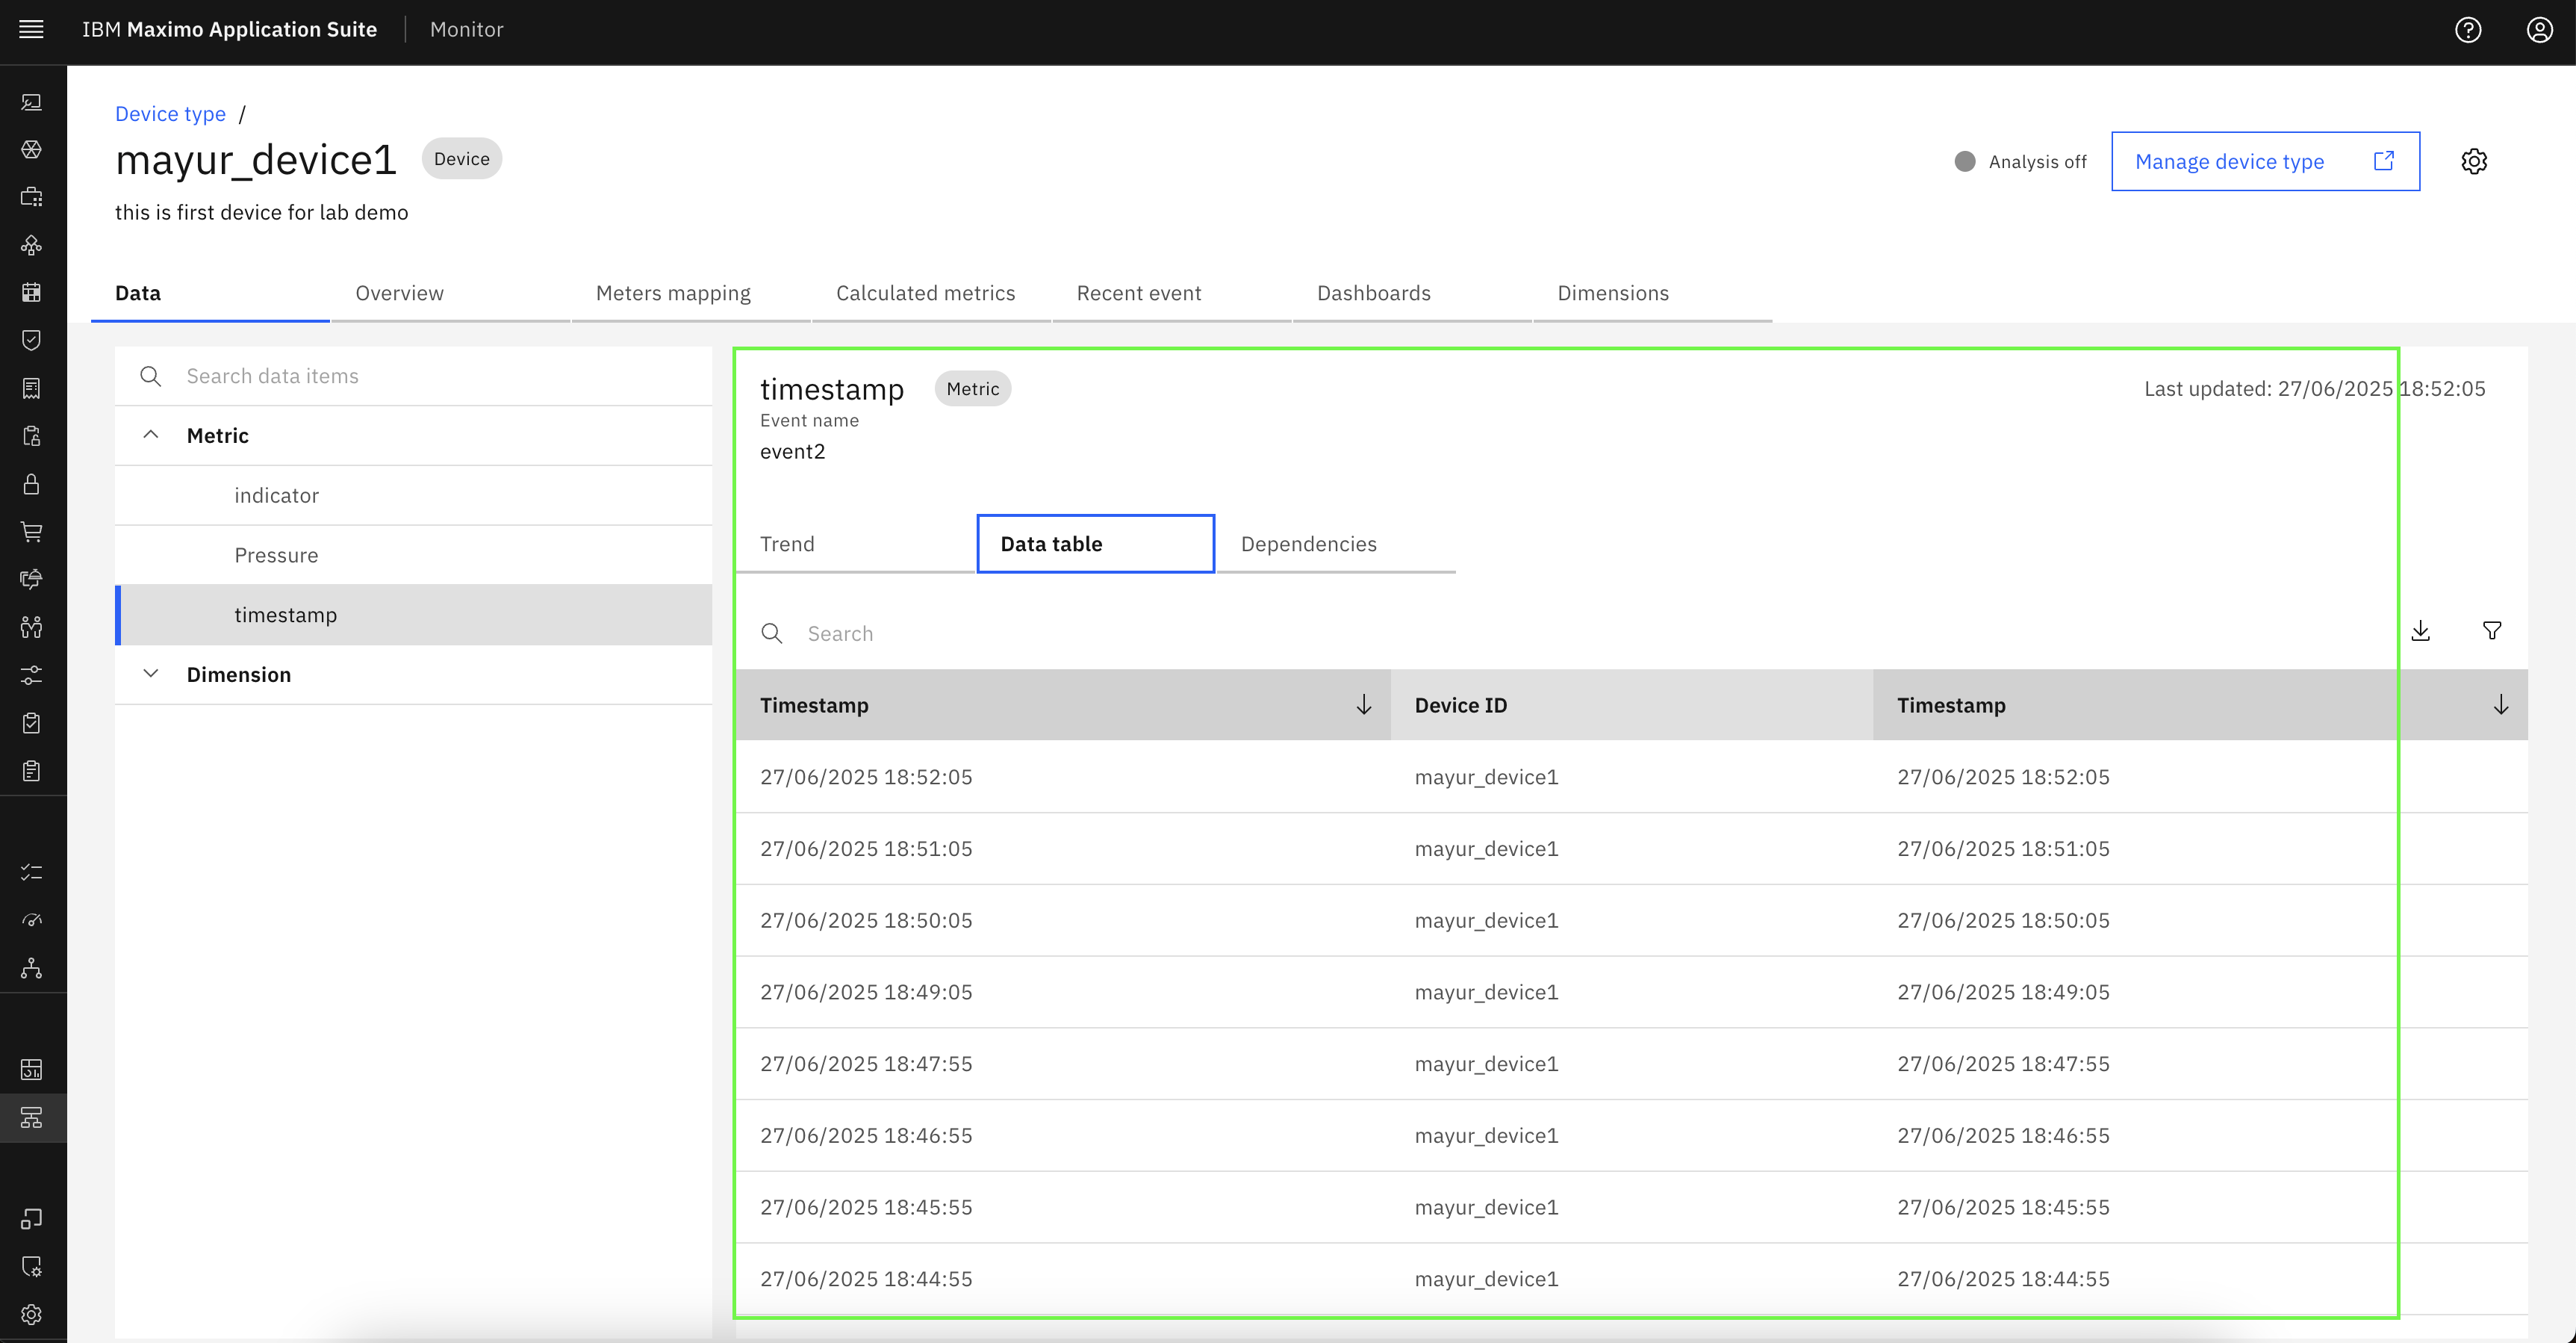 IBM Maximo Application Suite Monitor
Device type /
mayur_device1 Device
Analysis off Manage device type
this is first device for lab demo
Data Overview Meters mapping Calculated metrics Recent event Dashboards Dimensions
Search data items
Metric
indicator
Pressure
timestamp
Dimension
timestamp Metric Last updated: 27/06/2025 18:52:05
Event name
event2
Trend Data table Dependencies
Search
Timestamp Device ID Timestamp
27/06/2025 18:52:05 mayur_device1 27/06/2025 18:52:05
27/06/2025 18:51:05 mayur_device1 27/06/2025 18:51:05
27/06/2025 18:50:05 mayur_device1 27/06/2025 18:50:05
27/06/2025 18:49:05 mayur_device1 27/06/2025 18:49:05
27/06/2025 18:47:55 mayur_device1 27/06/2025 18:47:55
27/06/2025 18:46:55 mayur_device1 27/06/2025 18:46:55
27/06/2025 18:45:55 mayur_device1 27/06/2025 18:45:55
27/06/2025 18:44:55 mayur_device1 27/06/2025 18:44:55